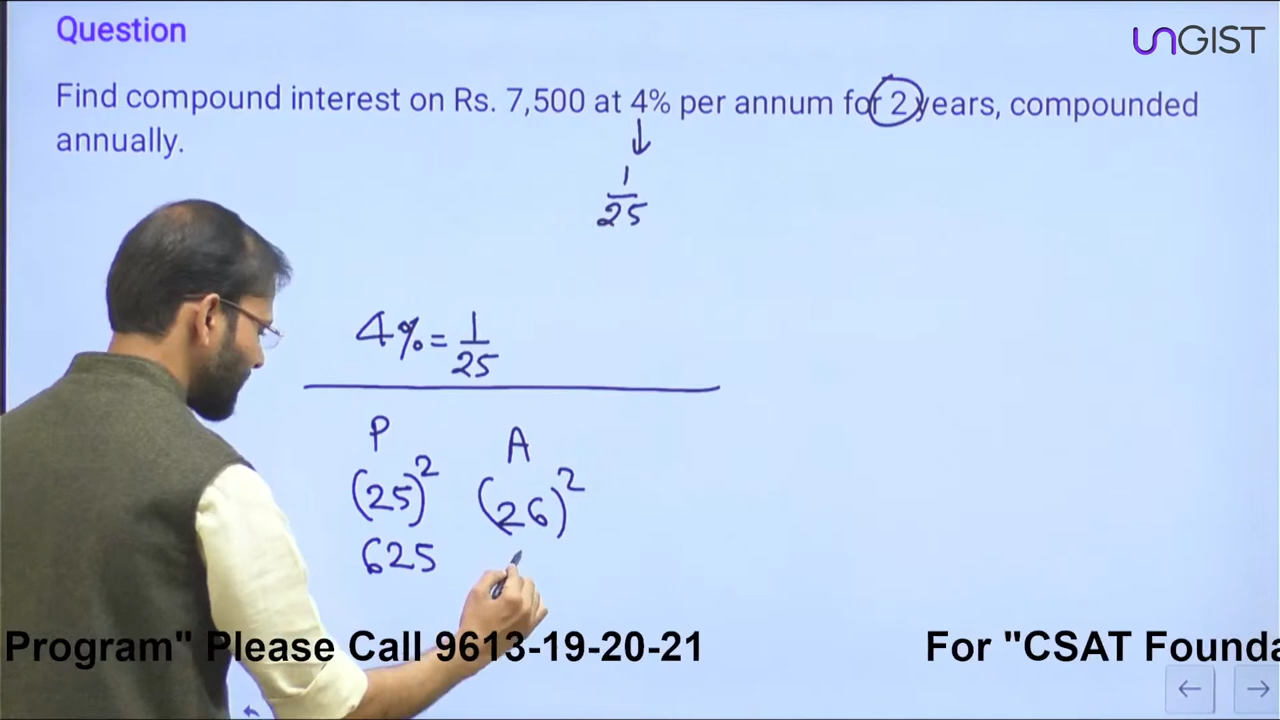 Question
UNGIST
Find compound interest on Rs. 7,500 at 4% per annum for 2 years, compounded
annually.
↓
1/25
4% = 1/25
P A
(25)² (26)²
625
Program" Please Call 9613-19-20-21 For "CSAT Founda
← →